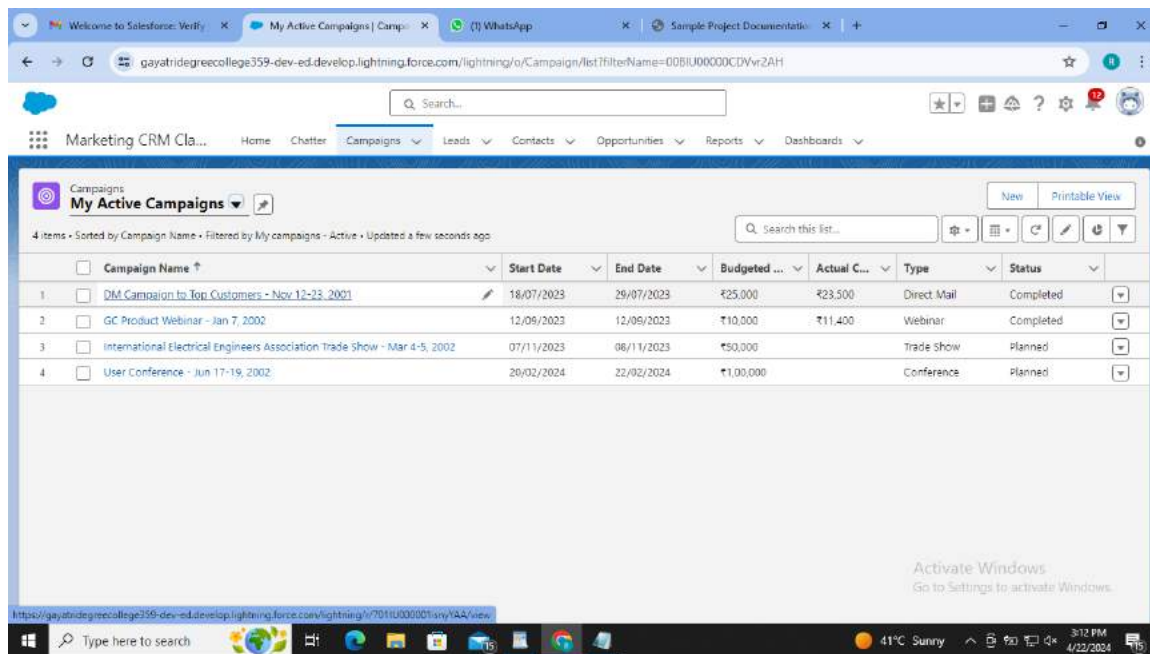 Welcome to Salesforce: Verify
My Active Campaigns | Camp
(1) WhatsApp
Sample Project Documentatio
gayatridegreecollege359-dev-ed.develop.lightning.force.com/lightning/o/Campaign/list?filterName=00BIU00000CDVvr2AH
R
Search...
12
Marketing CRM Cla... Home Chatter Campaigns Leads Contacts Opportunities Reports Dashboards
Campaigns
My Active Campaigns
New Printable View
4 items • Sorted by Campaign Name • Filtered by My campaigns - Active • Updated a few seconds ago
Search this list...
Campaign Name ↑ Start Date End Date Budgeted ... Actual C... Type Status
1 DM Campaign to Top Customers - Nov 12-23, 2001 18/07/2023 29/07/2023 ₹25,000 ₹23,500 Direct Mail Completed
2 GC Product Webinar - Jan 7, 2002 12/09/2023 12/09/2023 ₹10,000 ₹11,400 Webinar Completed
3 International Electrical Engineers Association Trade Show - Mar 4-5, 2002 07/11/2023 08/11/2023 ₹50,000 Trade Show Planned
4 User Conference - Jun 17-19, 2002 20/02/2024 22/02/2024 ₹1,00,000 Conference Planned
Activate Windows
Go to Settings to activate Windows.
Type here to search
15
41°C Sunny
3:12 PM
4/22/2024
15